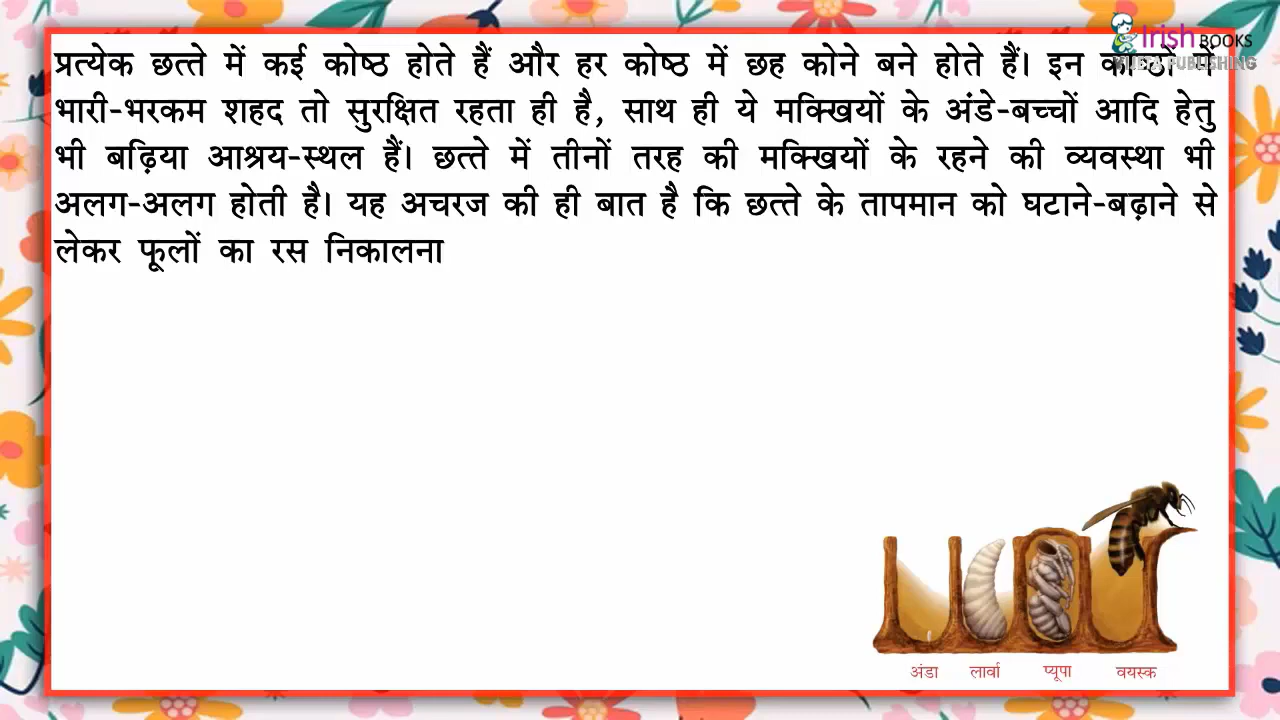 Irish BOOKS
VIJETA PUBLISHING
प्रत्येक छत्ते में कई कोष्ठ होते हैं और हर कोष्ठ में छह कोने बने होते हैं। इन
भारी-भरकम शहद तो सुरक्षित रहता ही है, साथ ही ये मक्खियों के अंडे-बच्चों आदि हेतु
भी बढ़िया आश्रय-स्थल हैं। छत्ते में तीनों तरह की मक्खियों के रहने की व्यवस्था भी
अलग-अलग होती है। यह अचरज की ही बात है कि छत्ते के तापमान को घटाने-बढ़ाने से
लेकर फूलों का रस निकालना
अंडा लार्वा प्यूपा वयस्क